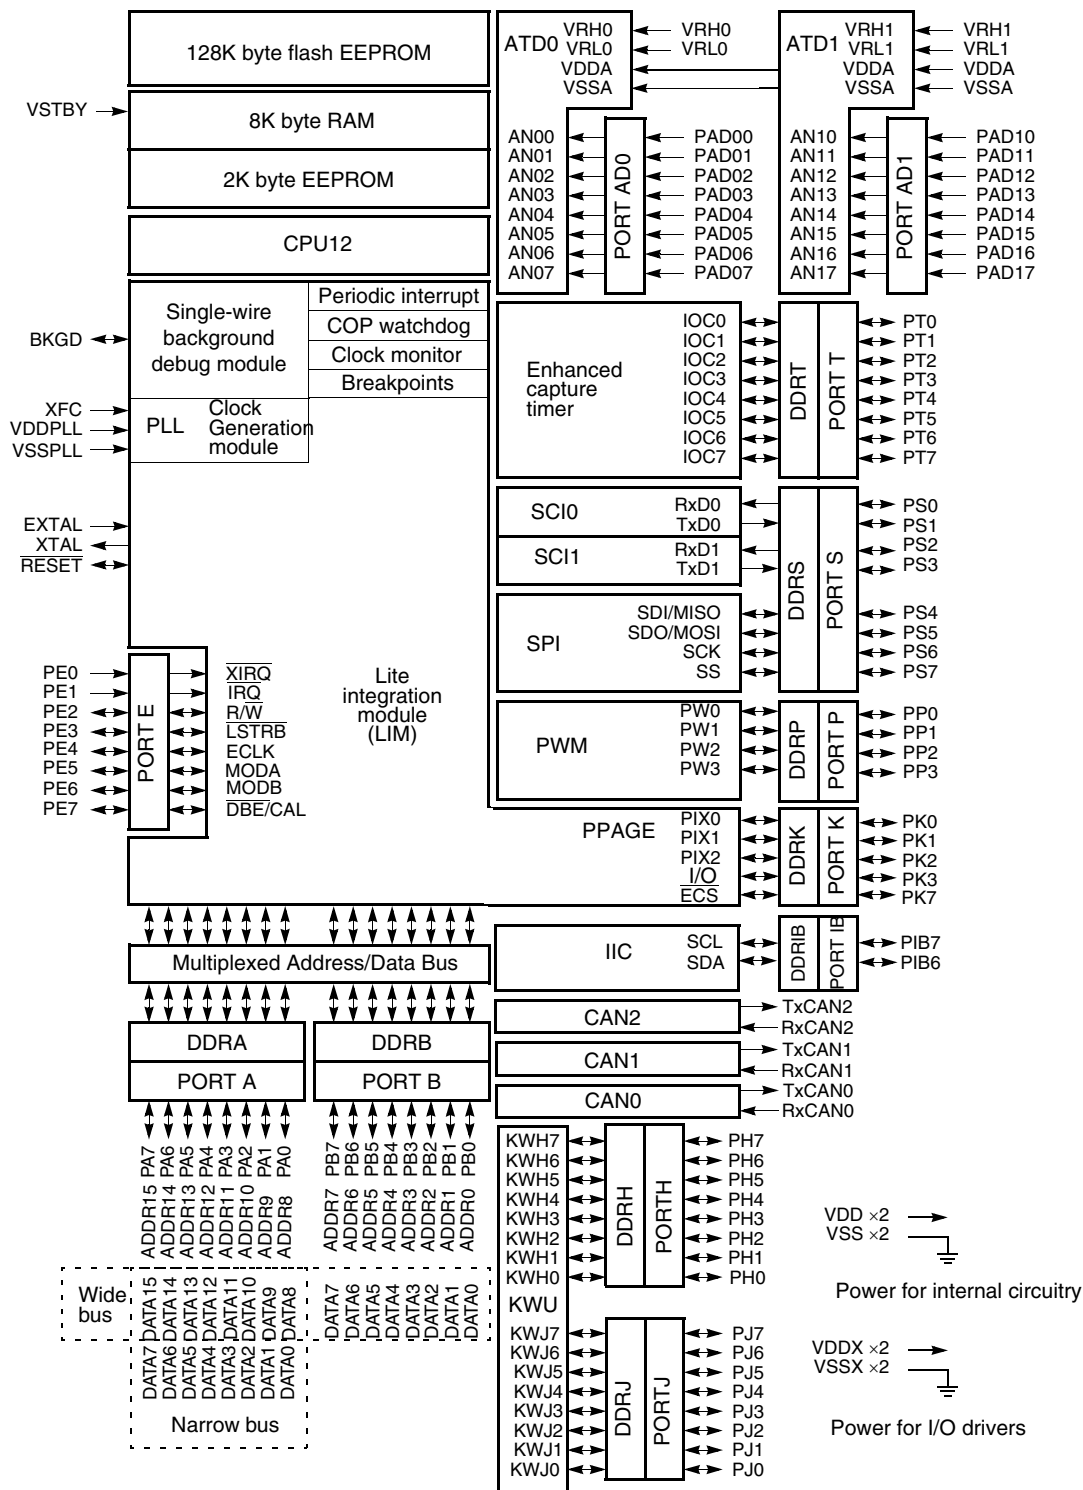 128K byte flash EEPROM
VSTBY
8K byte RAM
2K byte EEPROM
CPU12
Single-wire
background
debug module
Periodic interrupt
COP watchdog
Clock monitor
Breakpoints
BKGD
XFC
VDDPLL
VSSPLL
PLL
Clock
Generation
module
EXTAL
XTAL
RESET
PE0
PE1
PE2
PE3
PE4
PE5
PE6
PE7
PORT E
XIRQ
IRQ
R/W
LSTRB
ECLK
MODA
MODB
DBE/CAL
Lite
integration
module
(LIM)
ATD0
VRH0
VRL0
VDDA
VSSA
VRH0
VRL0
AN00
AN01
AN02
AN03
AN04
AN05
AN06
AN07
PORT AD0
PAD00
PAD01
PAD02
PAD03
PAD04
PAD05
PAD06
PAD07
ATD1
VRH1
VRL1
VDDA
VSSA
VRH1
VRL1
VDDA
VSSA
AN10
AN11
AN12
AN13
AN14
AN15
AN16
AN17
PORT AD1
PAD10
PAD11
PAD12
PAD13
PAD14
PAD15
PAD16
PAD17
Enhanced
capture
timer
IOC0
IOC1
IOC2
IOC3
IOC4
IOC5
IOC6
IOC7
DDRT
PORT T
PT0
PT1
PT2
PT3
PT4
PT5
PT6
PT7
SCI0
RxD0
TxD0
SCI1
RxD1
TxD1
SPI
SDI/MISO
SDO/MOSI
SCK
SS
DDRS
PORT S
PS0
PS1
PS2
PS3
PS4
PS5
PS6
PS7
PWM
PW0
PW1
PW2
PW3
DDRP
PORT P
PP0
PP1
PP2
PP3
PPAGE
PIX0
PIX1
PIX2
I/O
ECS
DDRK
PORT K
PK0
PK1
PK2
PK3
PK7
IIC
SCL
SDA
DDRIB
PORT IB
PIB7
PIB6
CAN2
TxCAN2
RxCAN2
CAN1
TxCAN1
RxCAN1
CAN0
TxCAN0
RxCAN0
Multiplexed Address/Data Bus
DDRA
PORT A
DDRB
PORT B
PA7
PA6
PA5
PA4
PA3
PA2
PA1
PA0
PB7
PB6
PB5
PB4
PB3
PB2
PB1
PB0
ADDR15
ADDR14
ADDR13
ADDR12
ADDR11
ADDR10
ADDR9
ADDR8
ADDR7
ADDR6
ADDR5
ADDR4
ADDR3
ADDR2
ADDR1
ADDR0
Wide
bus
DATA15
DATA14
DATA13
DATA12
DATA11
DATA10
DATA9
DATA8
DATA7
DATA6
DATA5
DATA4
DATA3
DATA2
DATA1
DATA0
DATA7
DATA6
DATA5
DATA4
DATA3
DATA2
DATA1
DATA0
Narrow bus
KWH7
KWH6
KWH5
KWH4
KWH3
KWH2
KWH1
KWH0
DDRH
PORTH
PH7
PH6
PH5
PH4
PH3
PH2
PH1
PH0
KWU
KWJ7
KWJ6
KWJ5
KWJ4
KWJ3
KWJ2
KWJ1
KWJ0
DDRJ
PORTJ
PJ7
PJ6
PJ5
PJ4
PJ3
PJ2
PJ1
PJ0
VDD ×2
VSS ×2
Power for internal circuitry
VDDX ×2
VSSX ×2
Power for I/O drivers